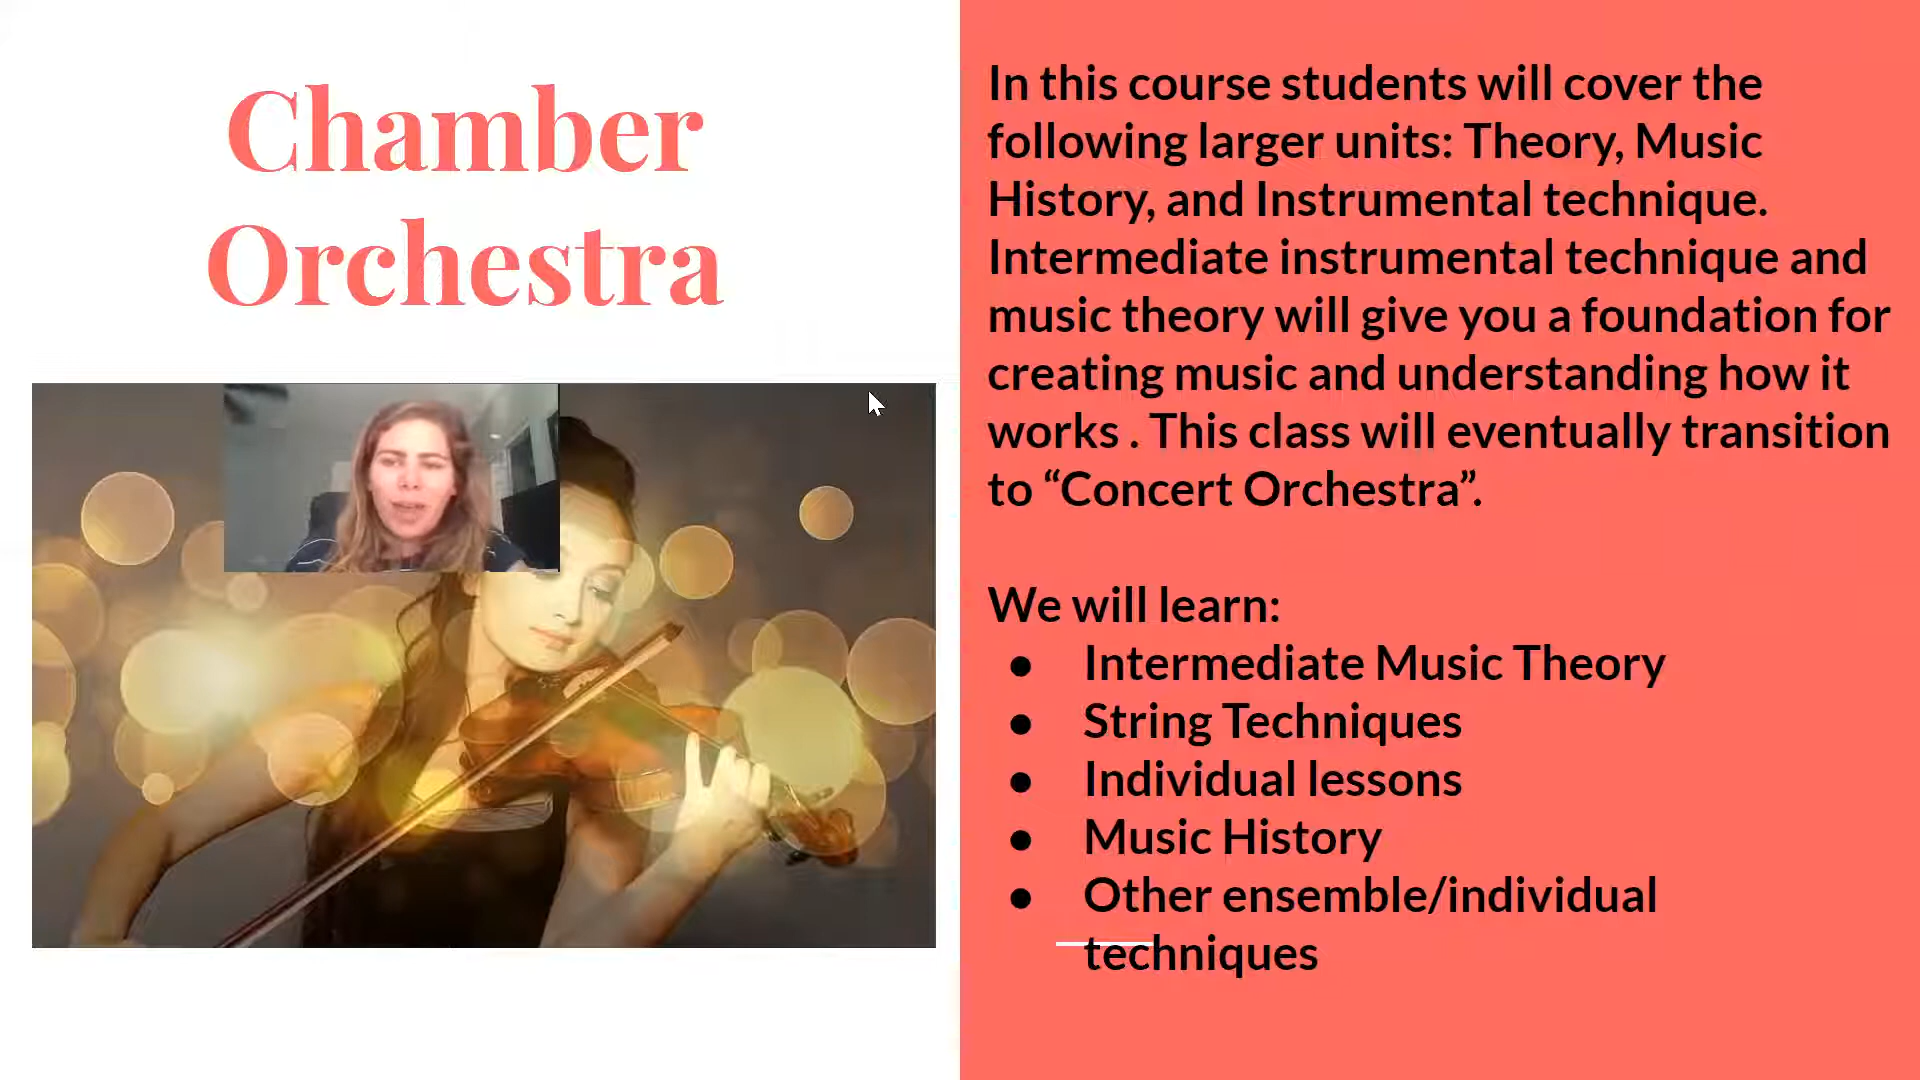 Chamber
Orchestra
In this course students will cover the
following larger units: Theory, Music
History, and Instrumental technique.
Intermediate instrumental technique and
music theory will give you a foundation for
creating music and understanding how it
works . This class will eventually transition
to “Concert Orchestra”.
We will learn:
● Intermediate Music Theory
● String Techniques
● Individual lessons
● Music History
● Other ensemble/individual
techniques